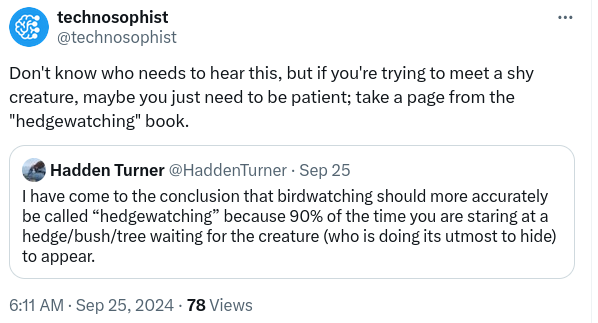 technosophist
@technosophist
Don't know who needs to hear this, but if you're trying to meet a shy
creature, maybe you just need to be patient; take a page from the
"hedgewatching" book.
Hadden Turner @HaddenTurner · Sep 25
I have come to the conclusion that birdwatching should more accurately
be called “hedgewatching” because 90% of the time you are staring at a
hedge/bush/tree waiting for the creature (who is doing its utmost to hide)
to appear.
6:11 AM · Sep 25, 2024 · 78 Views